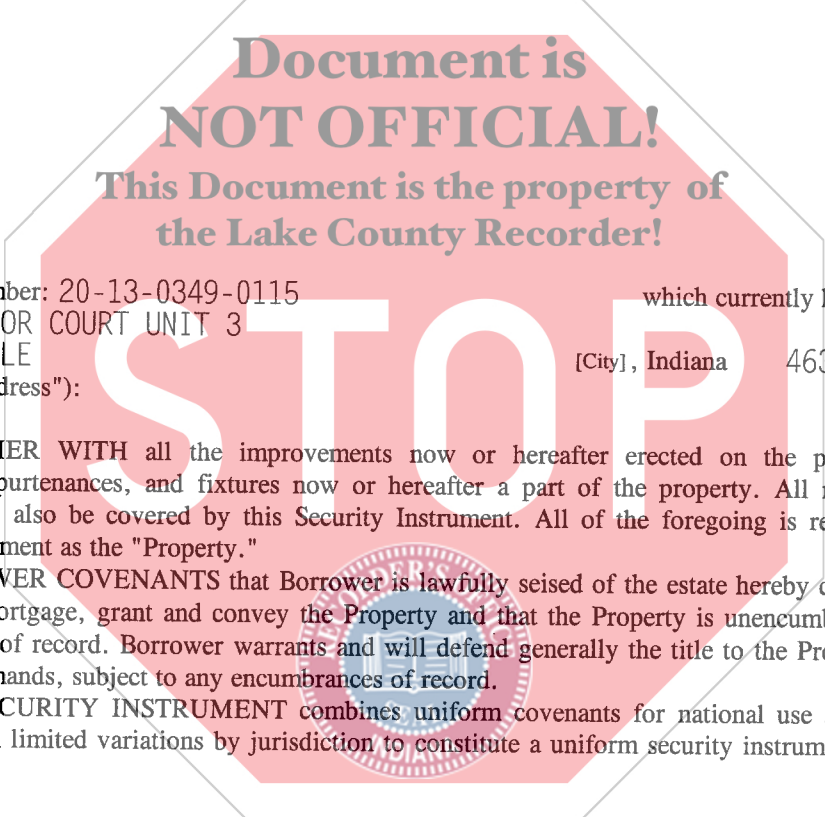 Document is
NOT OFFICIAL!
This Document is the property of
the Lake County Recorder!
ber: 20-13-0349-0115 which currently
OR COURT UNIT 3
LE [City], Indiana 463
dress"):
STOP
ER WITH all the improvements now or hereafter erected on the p
purtenances, and fixtures now or hereafter a part of the property. All
also be covered by this Security Instrument. All of the foregoing is re
ment as the "Property."
VER COVENANTS that Borrower is lawfully seised of the estate hereby
ortgage, grant and convey the Property and that the Property is unencumb
of record. Borrower warrants and will defend generally the title to the Pro
ands, subject to any encumbrances of record.
CURITY INSTRUMENT combines uniform covenants for national use
limited variations by jurisdiction to constitute a uniform security instrum
RECORDER'S
INDIANA